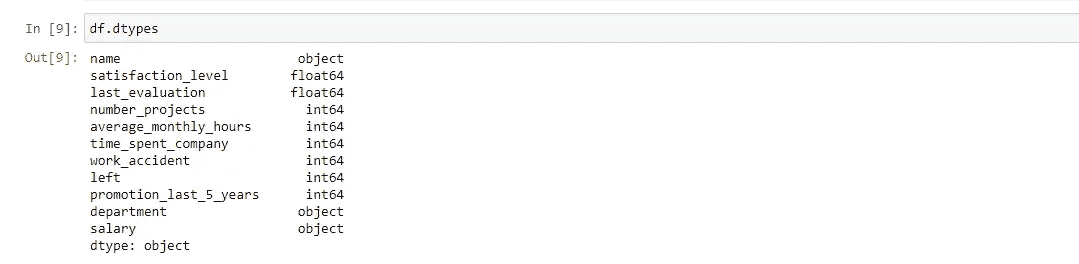 In [9]: df.dtypes
Out[9]: name object
satisfaction_level float64
last_evaluation float64
number_projects int64
average_monthly_hours int64
time_spent_company int64
work_accident int64
left int64
promotion_last_5_years int64
department object
salary object
dtype: object